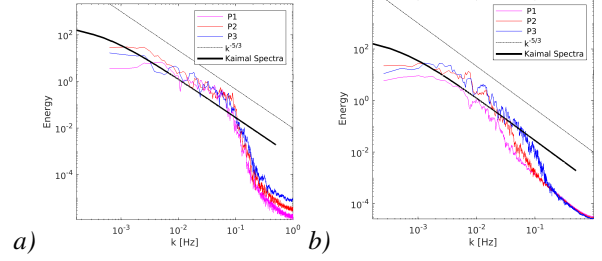 P1
P2
P3
k^-5/3
Kaimal Spectra
10^2
10^0
10^-2
10^-4
Energy
10^-3
10^-2
10^-1
10^0
k [Hz]
a)
P1
P2
P3
k^-5/3
Kaimal Spectra
10^2
10^0
10^-2
10^-4
Energy
10^-3
10^-2
10^-1
k [Hz]
b)